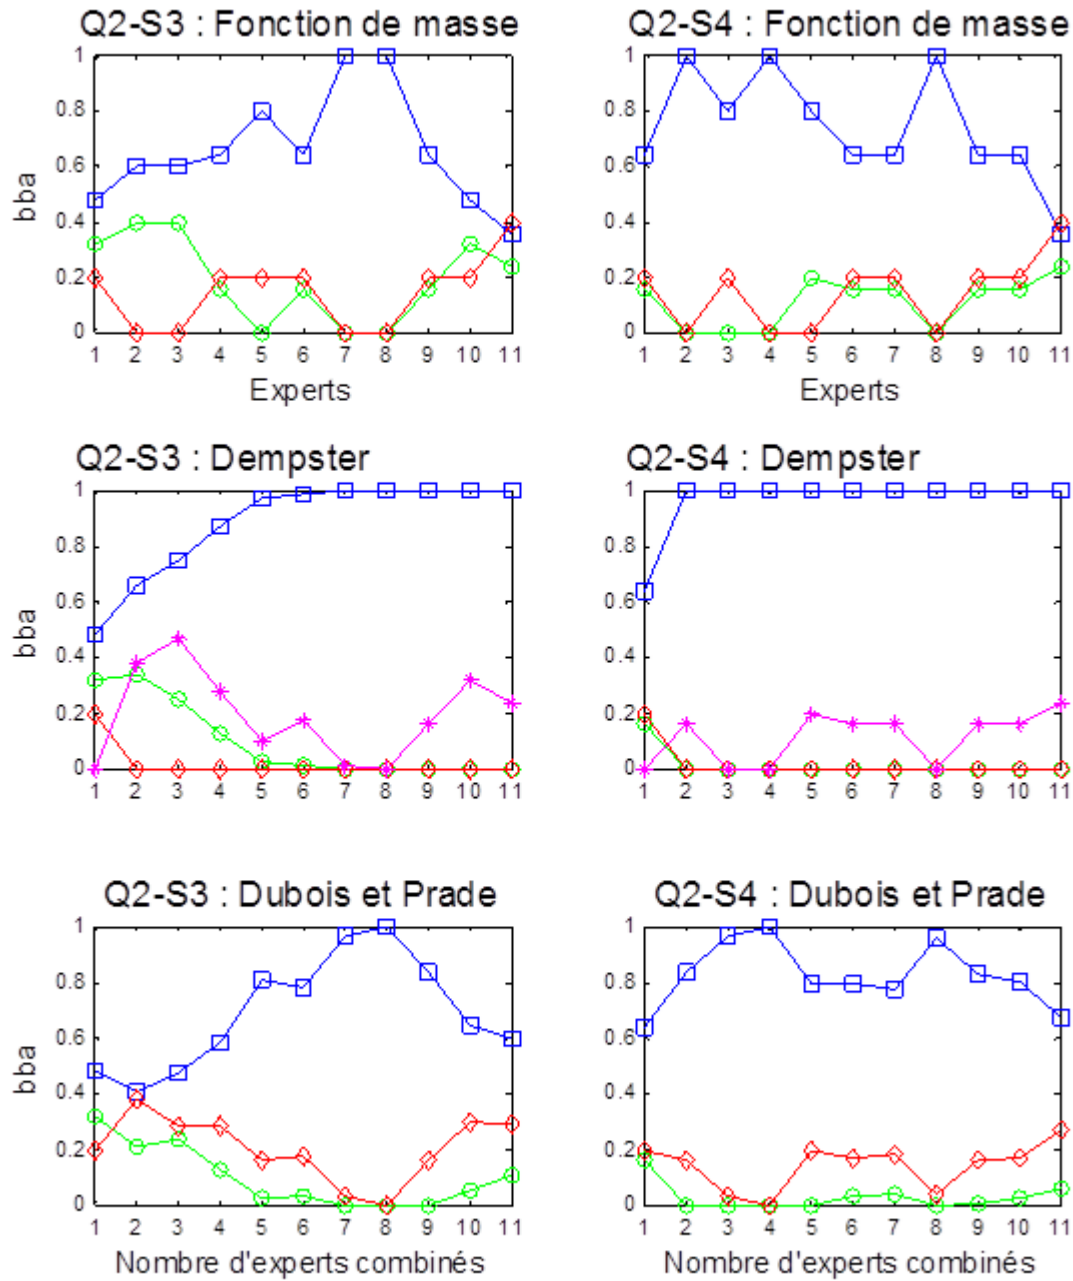 Q2-S3 : Fonction de masse
Q2-S4 : Fonction de masse
1
0.8
0.6
0.4
0.2
0
bba
1 2 3 4 5 6 7 8 9 10 11
Experts
1
0.8
0.6
0.4
0.2
0
1 2 3 4 5 6 7 8 9 10 11
Experts
Q2-S3 : Dempster
Q2-S4 : Dempster
1
0.8
0.6
0.4
0.2
0
bba
1 2 3 4 5 6 7 8 9 10 11
1
0.8
0.6
0.4
0.2
0
1 2 3 4 5 6 7 8 9 10 11
Q2-S3 : Dubois et Prade
Q2-S4 : Dubois et Prade
1
0.8
0.6
0.4
0.2
0
bba
1 2 3 4 5 6 7 8 9 10 11
Nombre d'experts combinés
1
0.8
0.6
0.4
0.2
0
1 2 3 4 5 6 7 8 9 10 11
Nombre d'experts combinés